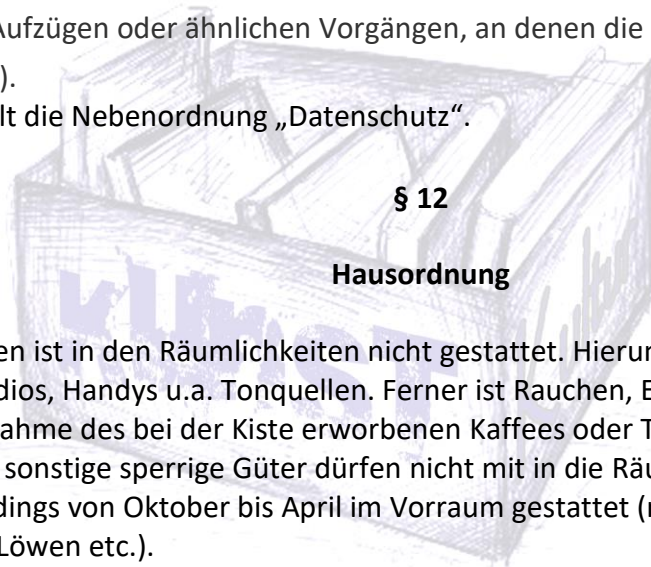 Aufzügen oder ähnlichen Vorgängen, an denen die
).
lt die Nebenordnung „Datenschutz“.
§ 12
Hausordnung
en ist in den Räumlichkeiten nicht gestattet. Hierun
dios, Handys u.a. Tonquellen. Ferner ist Rauchen, E
ahme des bei der Kiste erworbenen Kaffees oder T
sonstige sperrige Güter dürfen nicht mit in die Räu
dings von Oktober bis April im Vorraum gestattet (
Löwen etc.).
KUNST
Kultur